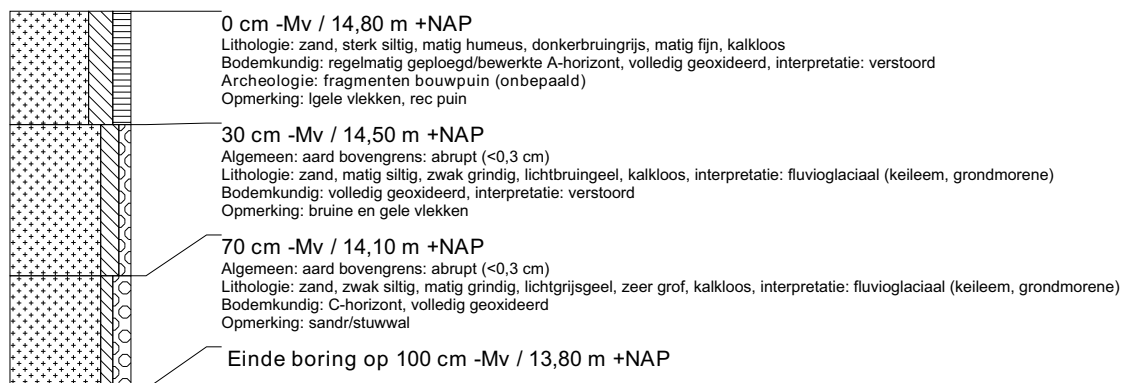 0 cm -Mv / 14,80 m +NAP
Lithologie: zand, sterk siltig, matig humeus, donkerbruingrijs, matig fijn, kalkloos
Bodemkundig: regelmatig geploegd/bewerkte A-horizont, volledig geoxideerd, interpretatie: verstoord
Archeologie: fragmenten bouwpuin (onbepaald)
Opmerking: lgele vlekken, rec puin
30 cm -Mv / 14,50 m +NAP
Algemeen: aard bovengrens: abrupt (<0,3 cm)
Lithologie: zand, matig siltig, zwak grindig, lichtbruingeel, kalkloos, interpretatie: fluvioglaciaal (keileem, grondmorene)
Bodemkundig: volledig geoxideerd, interpretatie: verstoord
Opmerking: bruine en gele vlekken
70 cm -Mv / 14,10 m +NAP
Algemeen: aard bovengrens: abrupt (<0,3 cm)
Lithologie: zand, zwak siltig, matig grindig, lichtgrijsgeel, zeer grof, kalkloos, interpretatie: fluvioglaciaal (keileem, grondmorene)
Bodemkundig: C-horizont, volledig geoxideerd
Opmerking: sandr/stuwwal
Einde boring op 100 cm -Mv / 13,80 m +NAP